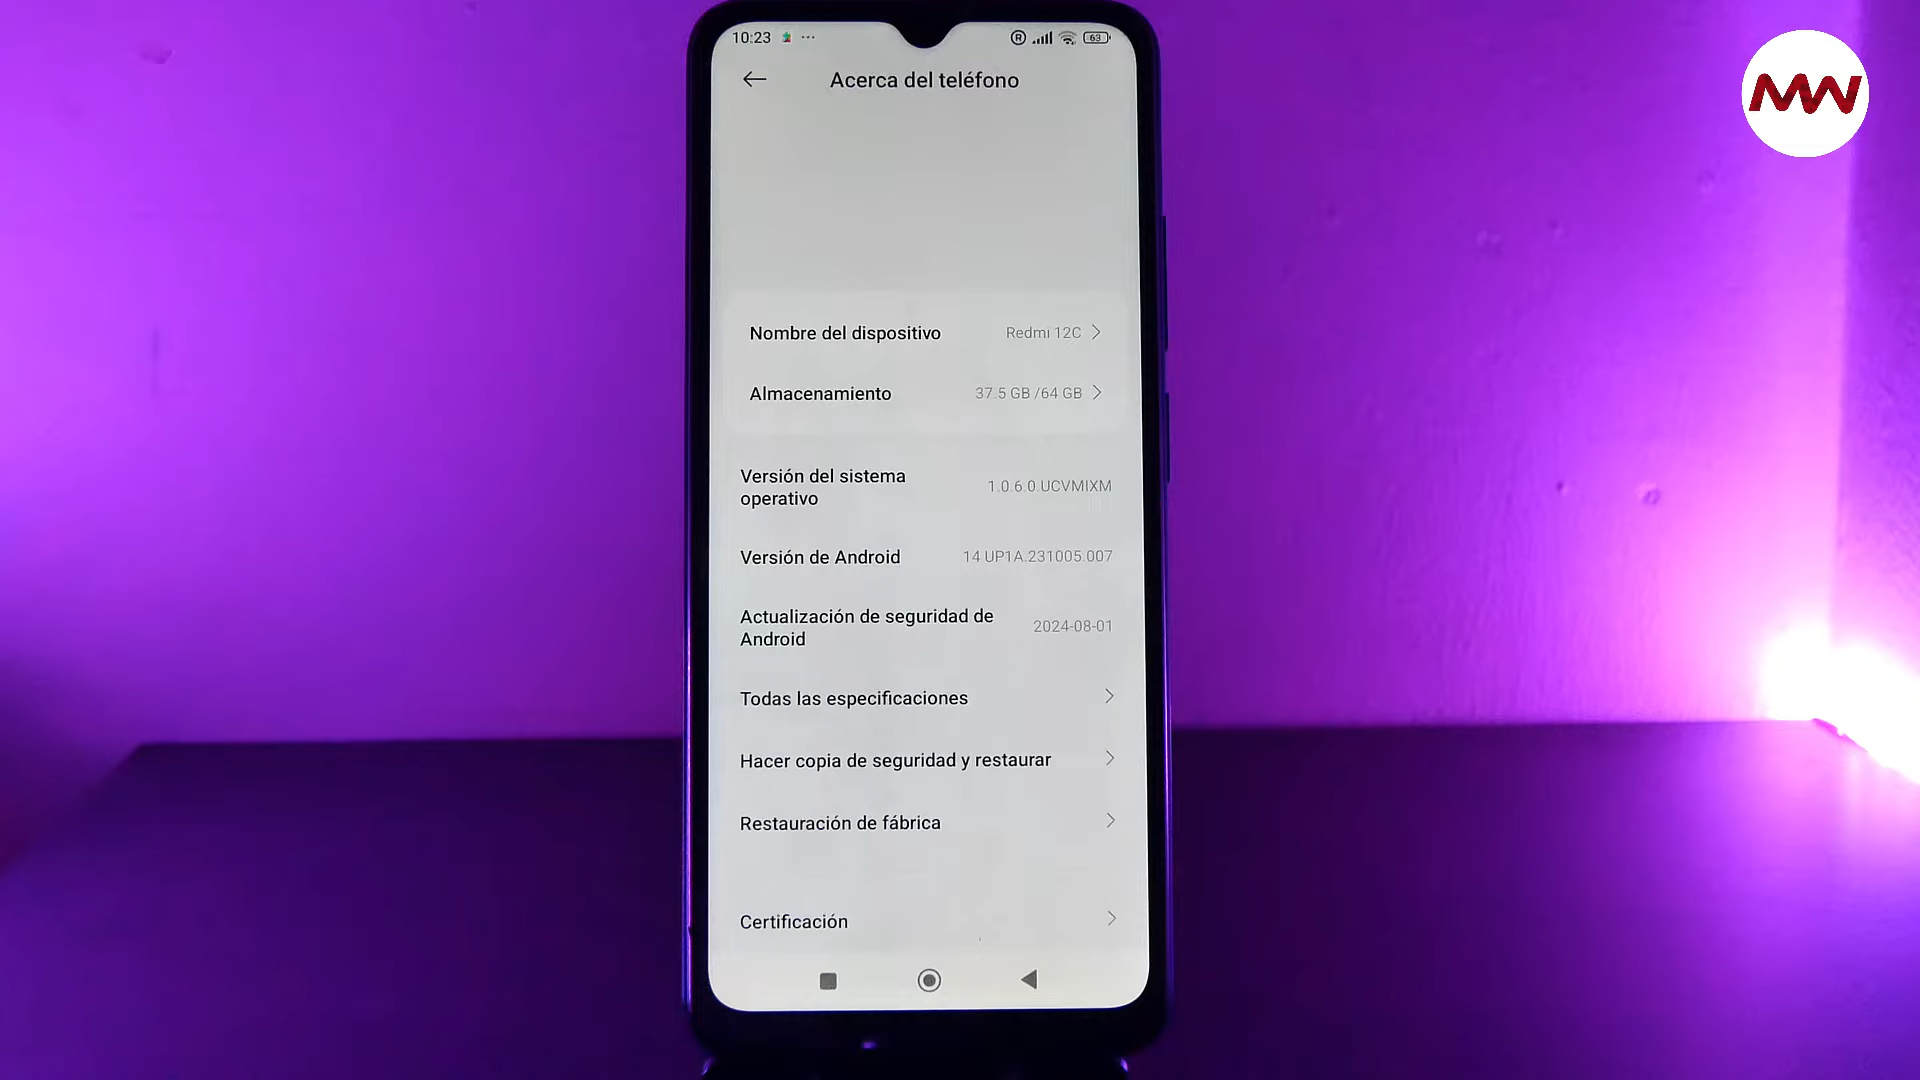 10:23 ... R 63
MW
Acerca del teléfono
Nombre del dispositivo Redmi 12C
Almacenamiento 37.5 GB /64 GB
Versión del sistema
operativo
1.0.6.0.UCVMIXM
Versión de Android 14 UP1A.231005.007
Actualización de seguridad de
Android
2024-08-01
Todas las especificaciones
Hacer copia de seguridad y restaurar
Restauración de fábrica
Certificación